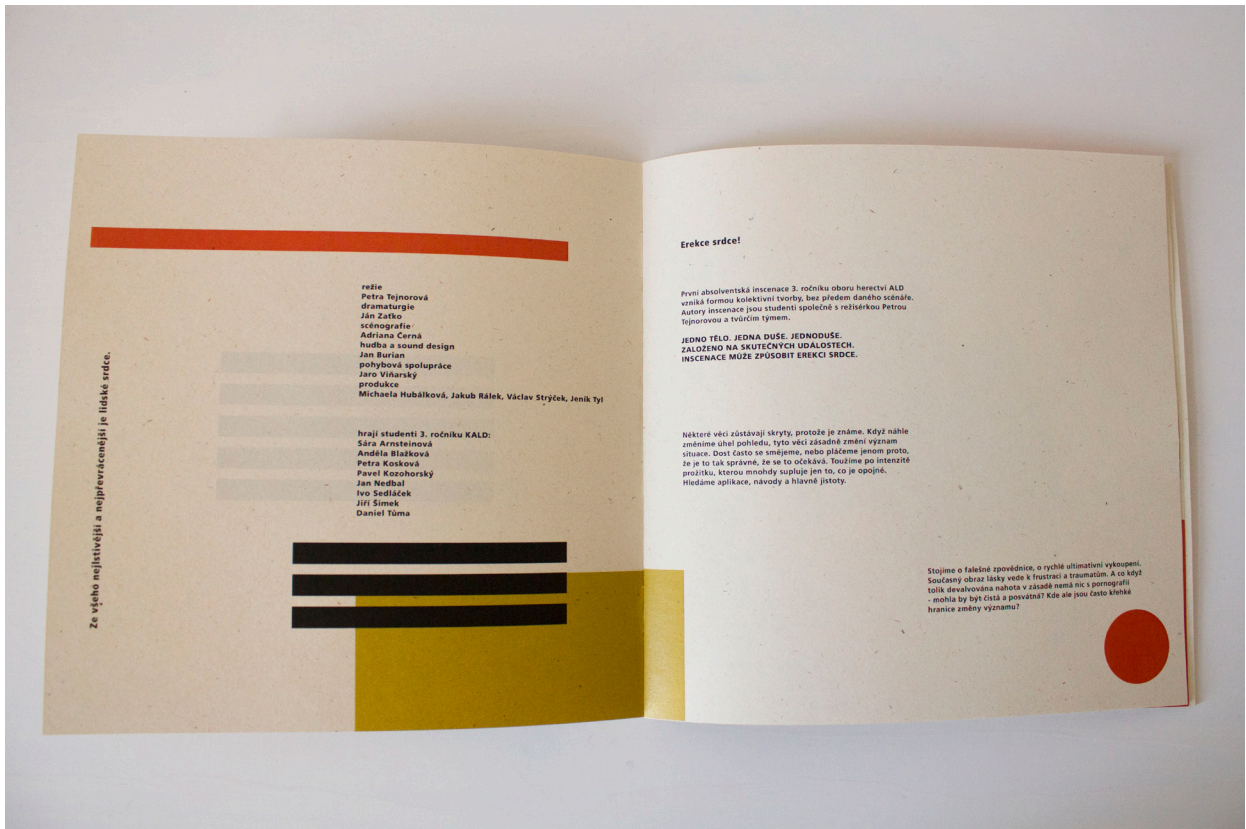 Ze všeho nejlstivější a nejpřevrácenější je lidské srdce.
režie
Petra Tejnorová
dramaturgie
Ján Zaťko
scénografie
Adriana Černá
hudba a sound design
Jan Burian
pohybová spolupráce
Jaro Viňarský
produkce
Michaela Hubálková, Jakub Rálek, Václav Strýček, Jeník Tyl
hrají studenti 3. ročníku KALD:
Sára Arnsteinová
Anděla Blažková
Petra Kosková
Pavel Kozohorský
Jan Nedbal
Ivo Sedláček
Jiří Šimek
Daniel Tůma
Erekce srdce!
První absolventská inscenace 3. ročníku oboru herectví ALD
vzniká formou kolektivní tvorby, bez předem daného scénáře.
Autory inscenace jsou studenti společně s režisérkou Petrou
Tejnorovou a tvůrčím týmem.
JEDNO TĚLO. JEDNA DUŠE. JEDNODUŠE.
ZALOŽENO NA SKUTEČNÝCH UDÁLOSTECH.
INSCENACE MŮŽE ZPŮSOBIT EREKCI SRDCE.
Některé věci zůstávají skryty, protože je známe. Když náhle
změníme úhel pohledu, tyto věci zásadně změní význam
situace. Dost často se smějeme, nebo pláčeme jenom proto,
že je to tak správné, že se to očekává. Toužíme po intenzitě
prožitku, kterou mnohdy supluje jen to, co je opojné.
Hledáme aplikace, návody a hlavně jistoty.
Stojíme o falešné zpovědnice, o rychlé ultimativní vykoupení.
Současný obraz lásky vede k frustraci a traumatům. A co když
tolik devalvována nahota v zásadě nemá nic s pornografií
- mohla by být čistá a posvátná? Kde ale jsou často křehké
hranice změny významu?